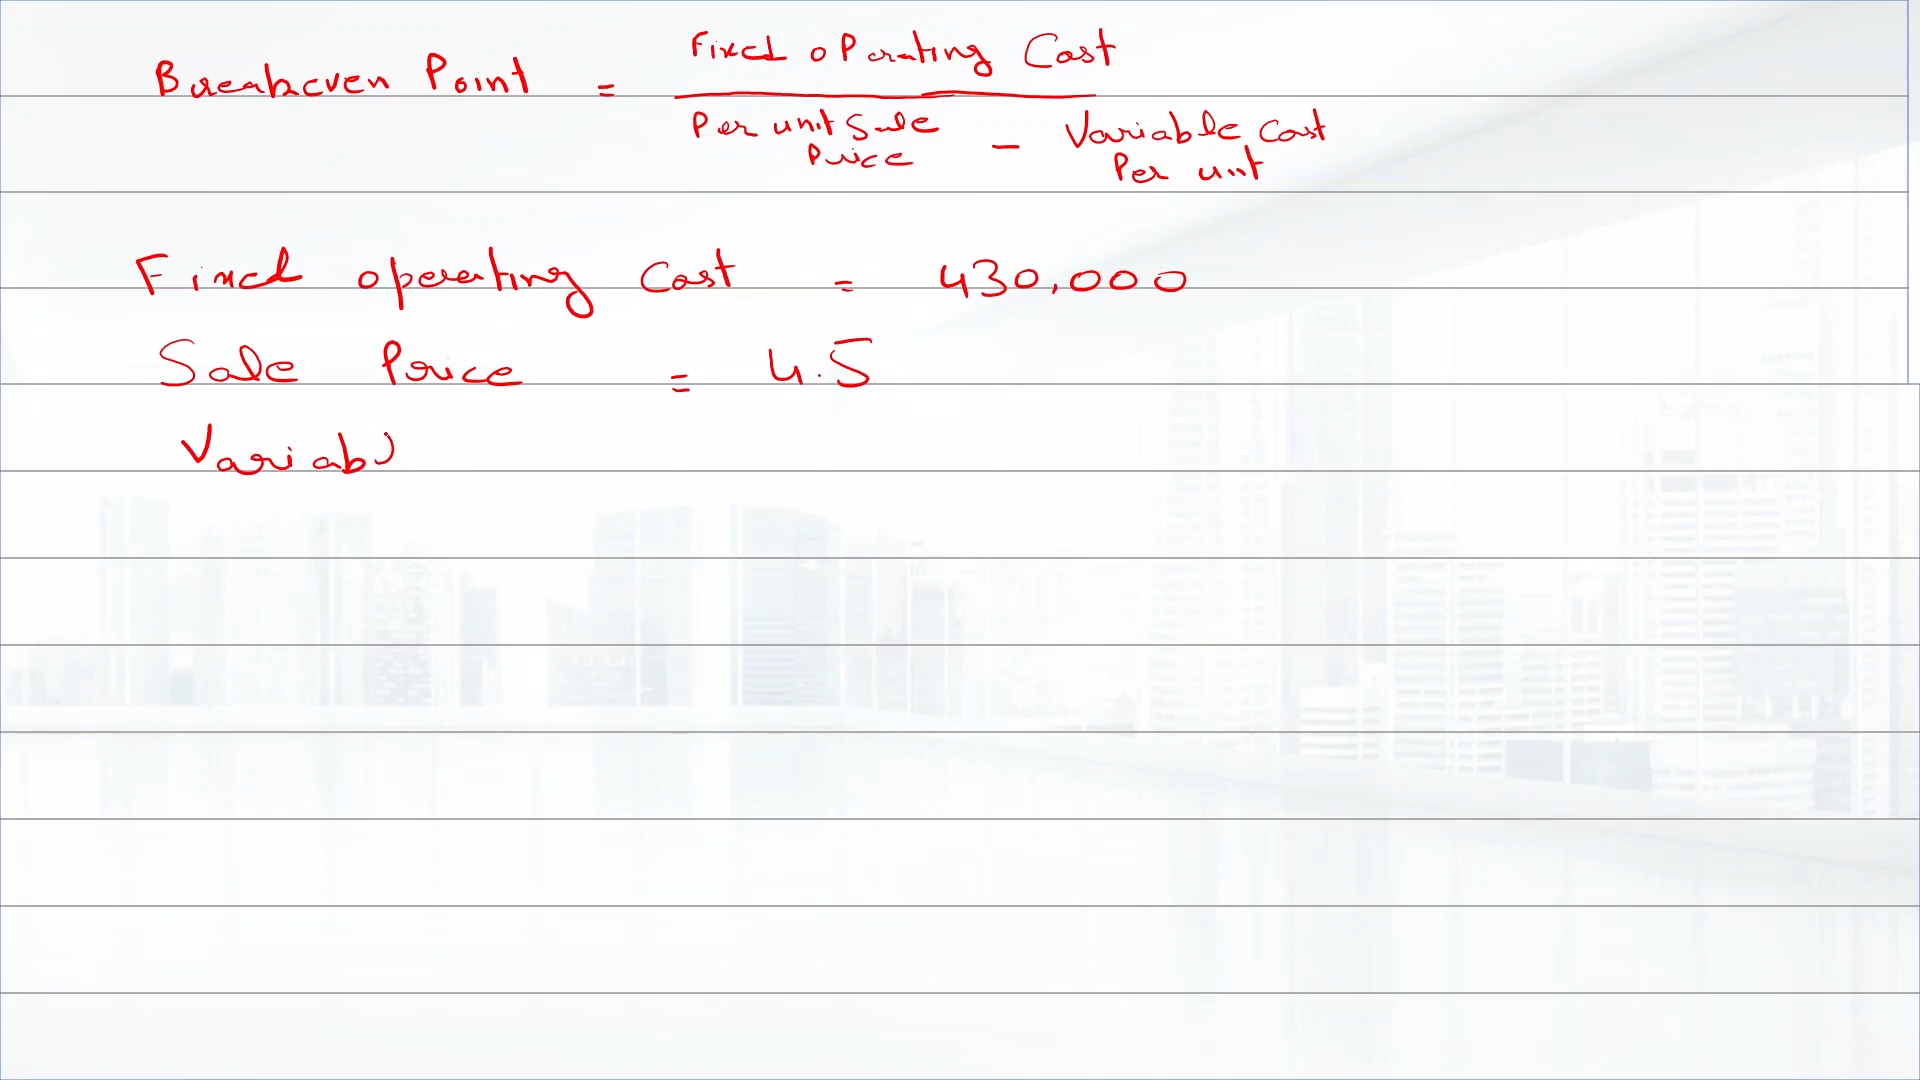 Breakeven Point = Fixed operating Cost
Per unit Sale Price - Variable Cost Per unit
Fixed operating Cost = 430,000
Sale Price = 4.5
Variab